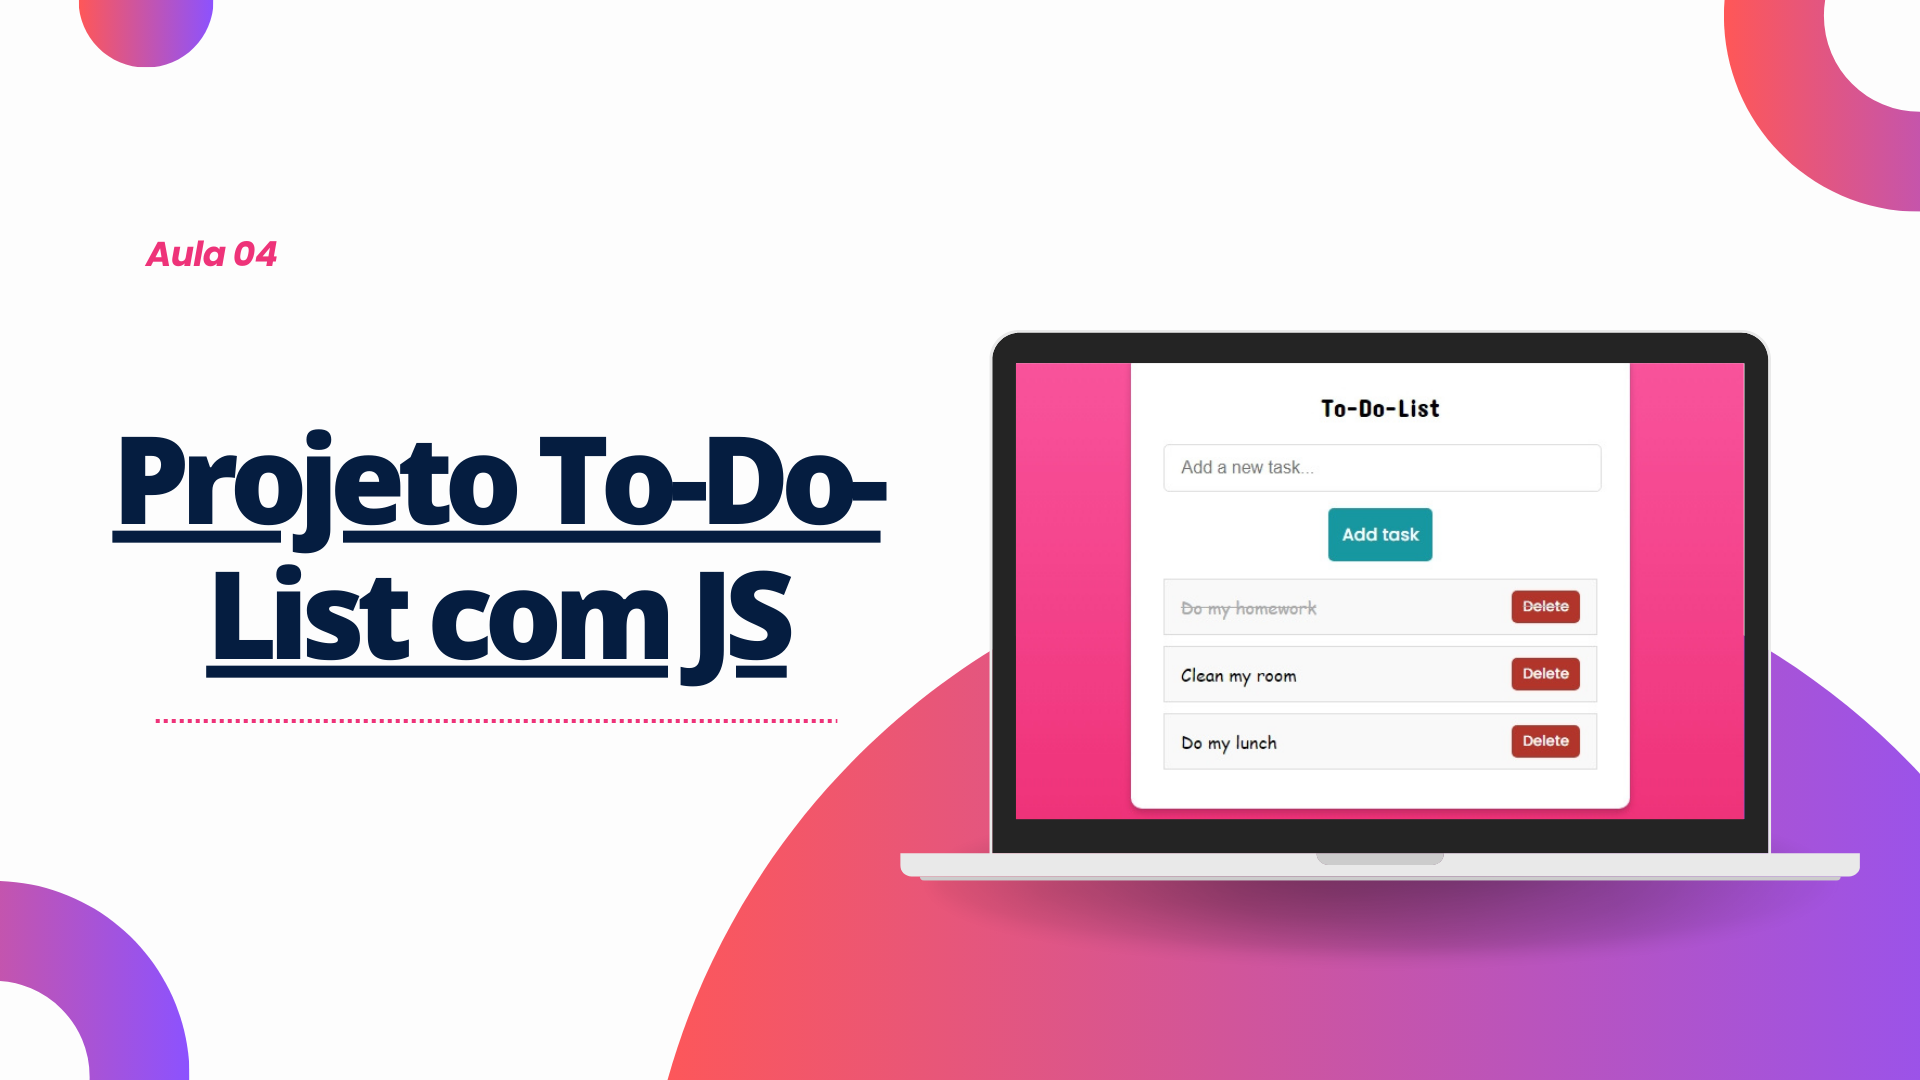 Aula 04
Projeto To-Do-
List com JS
To-Do-List
Add a new task...
Add task
Do my homework
Delete
Clean my room
Delete
Do my lunch
Delete